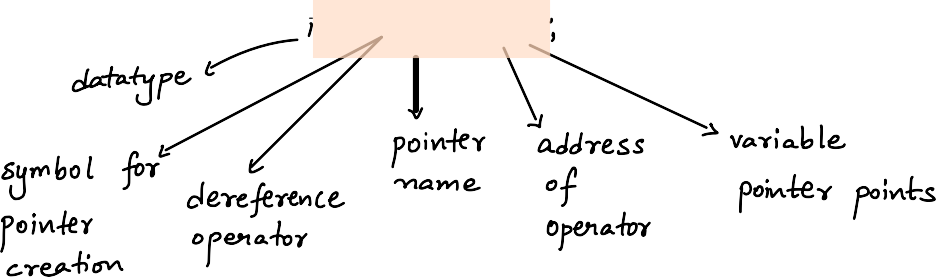 i ;
datatype
symbol for
pointer
creation
dereference
operator
pointer
name
address
of
operator
variable
pointer points